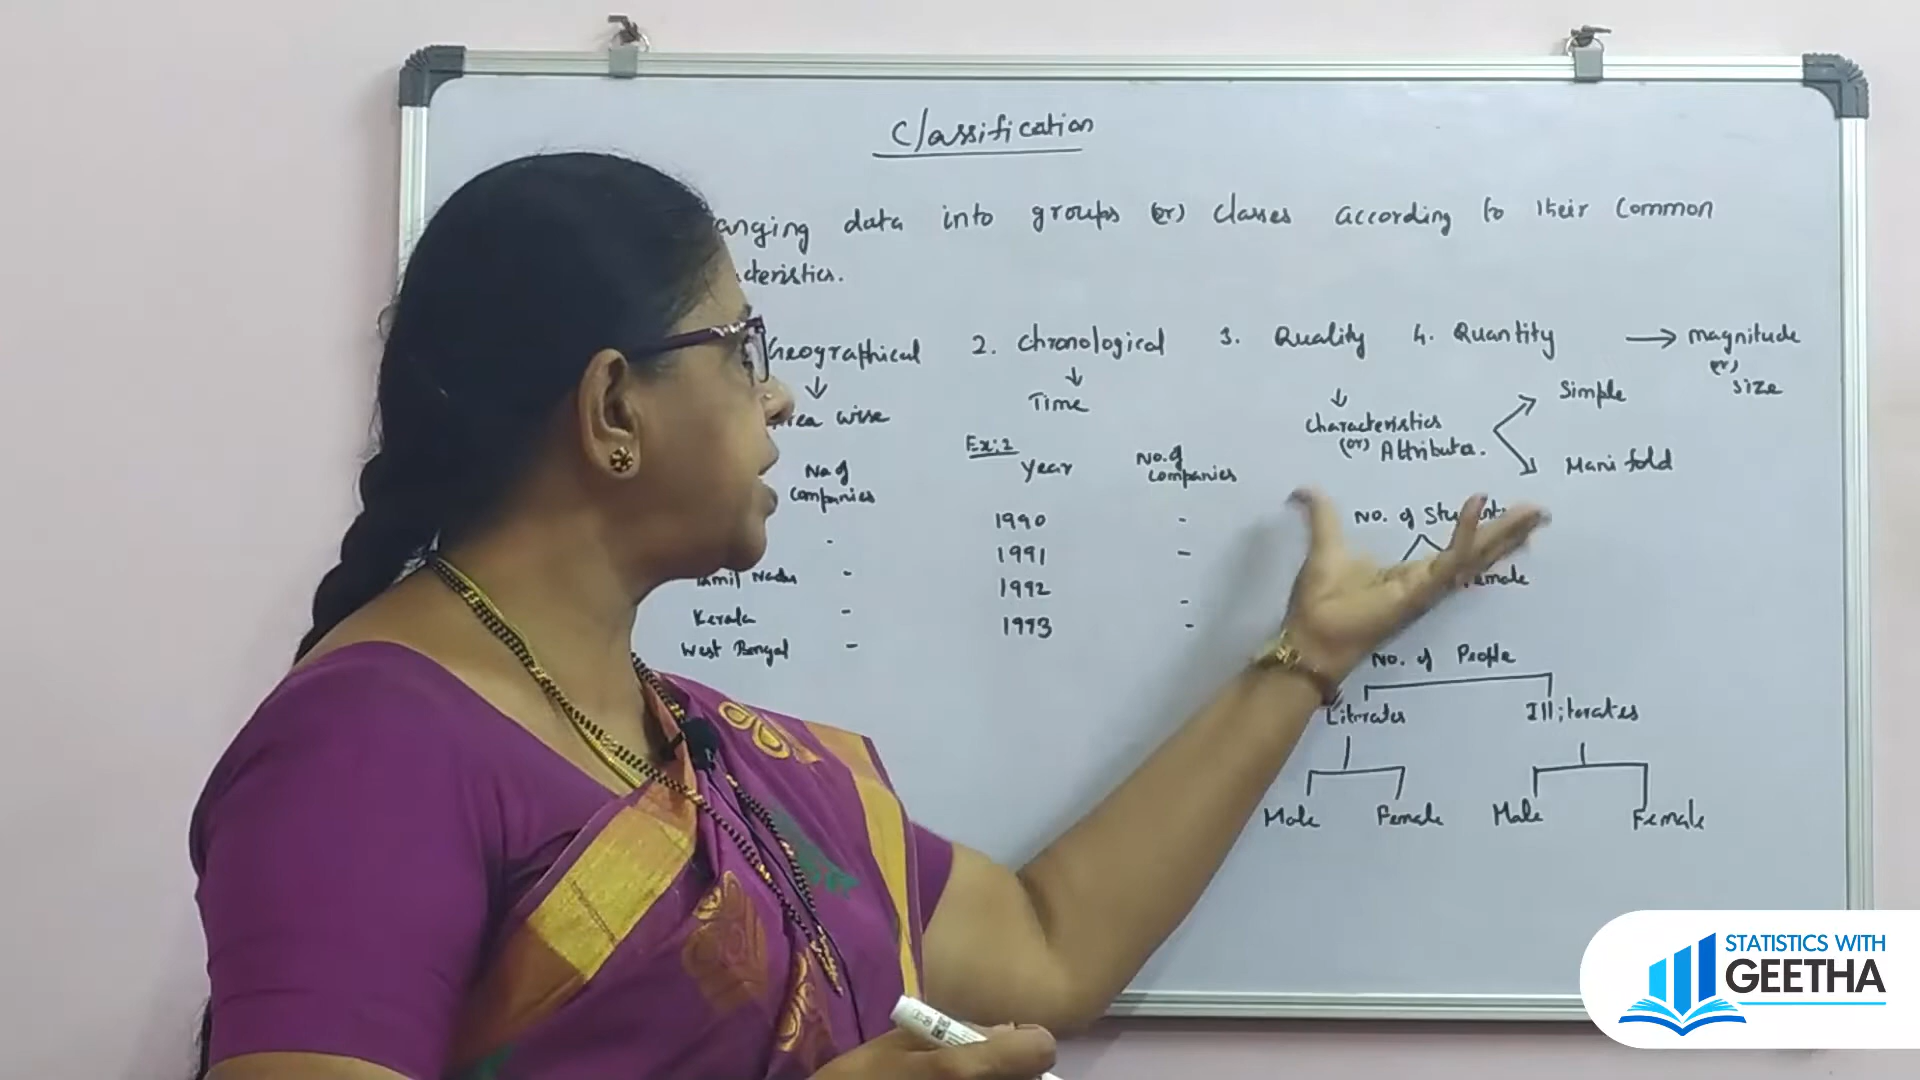 Classification
anging data into groups (or) classes according to their common
cteristics.
Geographical 2. Chronological 3. Quality 4. Quantity → magnitude
(or)
size
Area wise
Time
Characteristics
(or) Attributes.
Simple
Manifold
No. of
Companies
Ex: 2
Year
No. of
Companies
1990 -
1991 -
1992 -
1993 -
-
Tamil Nadu -
Kerala -
West Bengal -
No. of Students
Female
No. of People
Literates Illiterates
Male Female Male Female
STATISTICS WITH
GEETHA